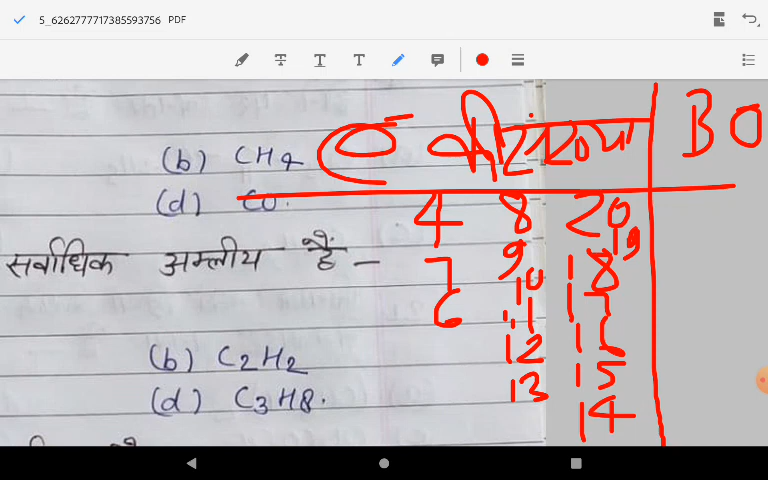 5_6262777717385593756 PDF
(b) CH4
(d) CO.
BO
4 8 20
9 19
7 10 18
6 11 17
12 16
13 15
14
सर्वाधिक अम्लीय हैं -
(b) C2H2
(d) C3H8.